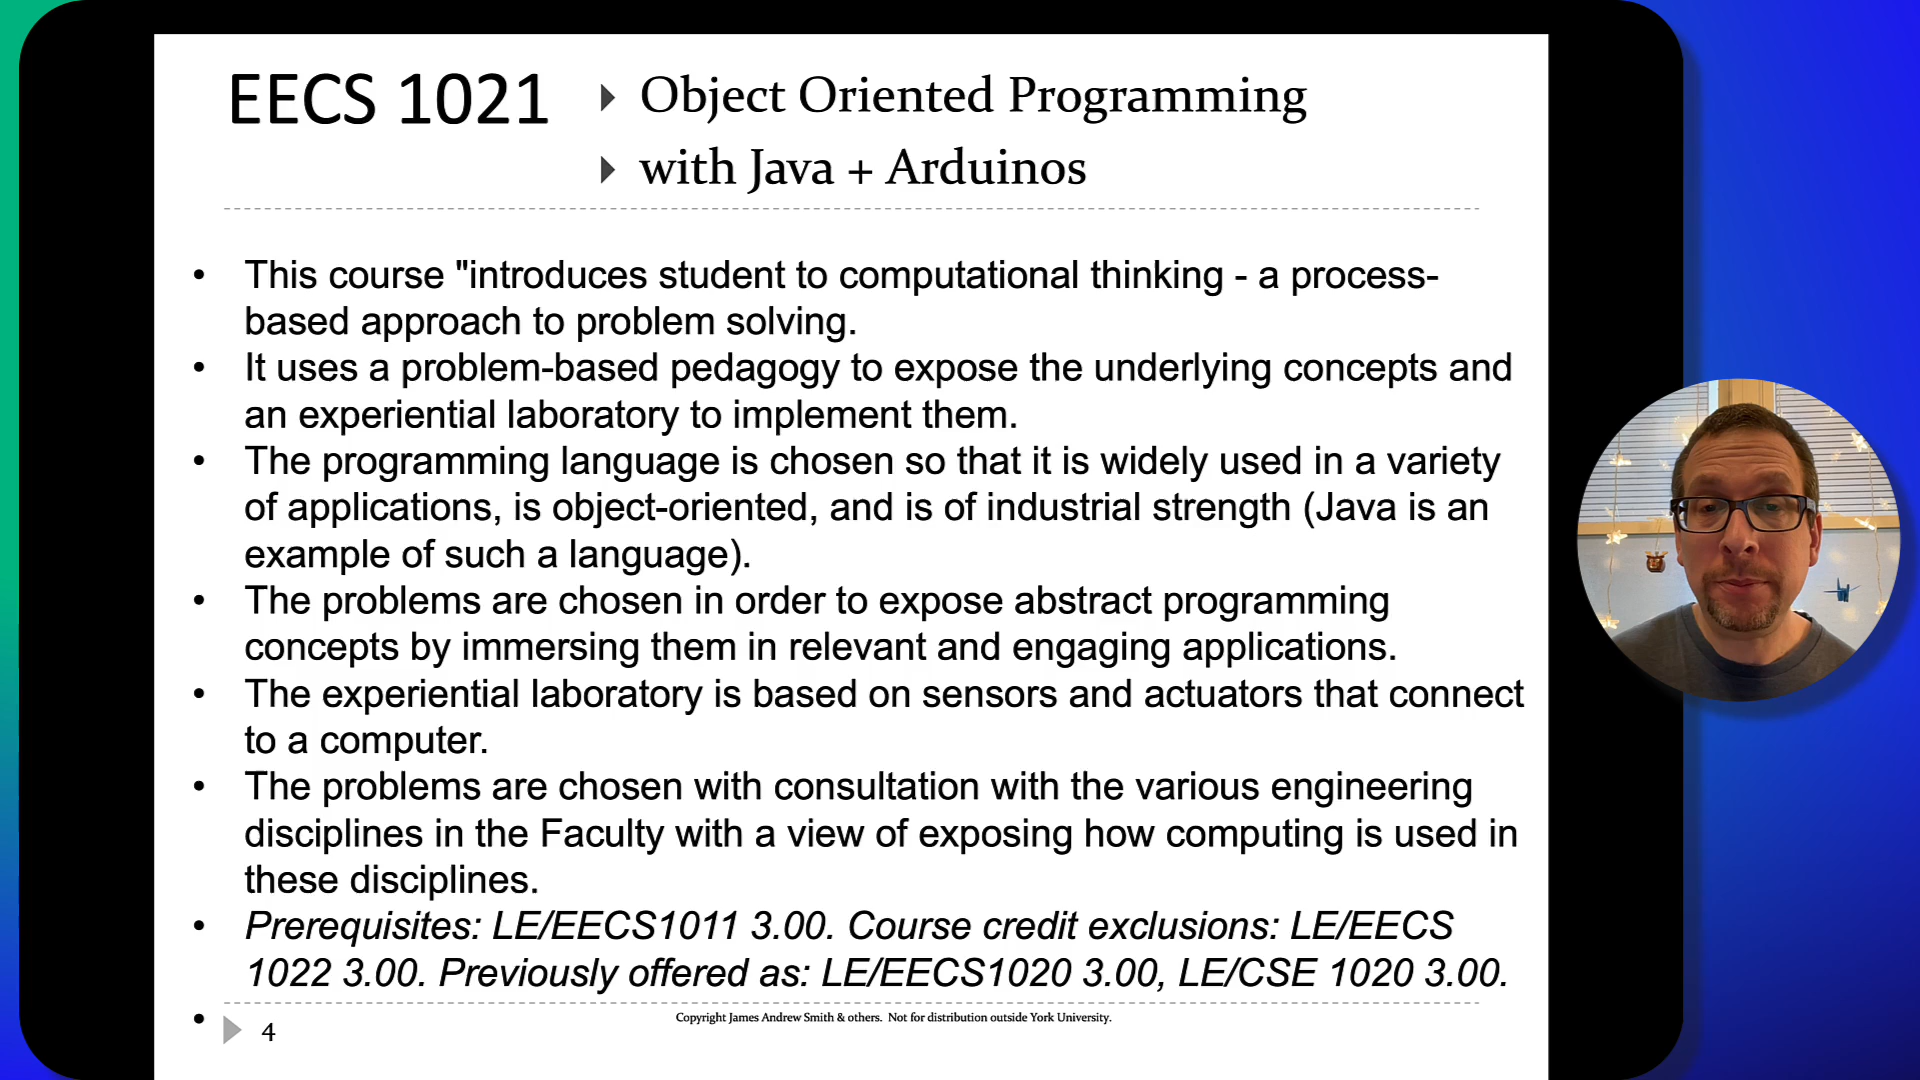 EECS 1021
Object Oriented Programming
with Java + Arduinos
This course "introduces student to computational thinking - a process-
based approach to problem solving.
It uses a problem-based pedagogy to expose the underlying concepts and
an experiential laboratory to implement them.
The programming language is chosen so that it is widely used in a variety
of applications, is object-oriented, and is of industrial strength (Java is an
example of such a language).
The problems are chosen in order to expose abstract programming
concepts by immersing them in relevant and engaging applications.
The experiential laboratory is based on sensors and actuators that connect
to a computer.
The problems are chosen with consultation with the various engineering
disciplines in the Faculty with a view of exposing how computing is used in
these disciplines.
Prerequisites: LE/EECS1011 3.00. Course credit exclusions: LE/EECS
1022 3.00. Previously offered as: LE/EECS1020 3.00, LE/CSE 1020 3.00.
4
Copyright James Andrew Smith & others. Not for distribution outside York University.